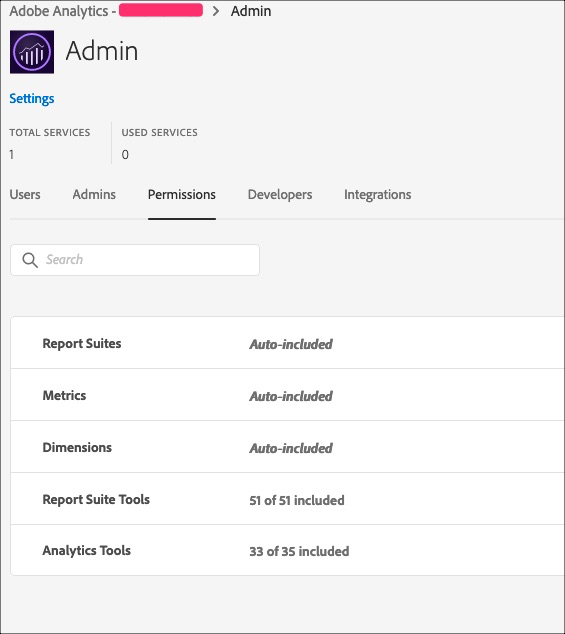 Adobe Analytics - > Admin
Admin
Settings
TOTAL SERVICES USED SERVICES
1 0
Users Admins Permissions Developers Integrations
Search
Report Suites Auto-included
Metrics Auto-included
Dimensions Auto-included
Report Suite Tools 51 of 51 included
Analytics Tools 33 of 35 included